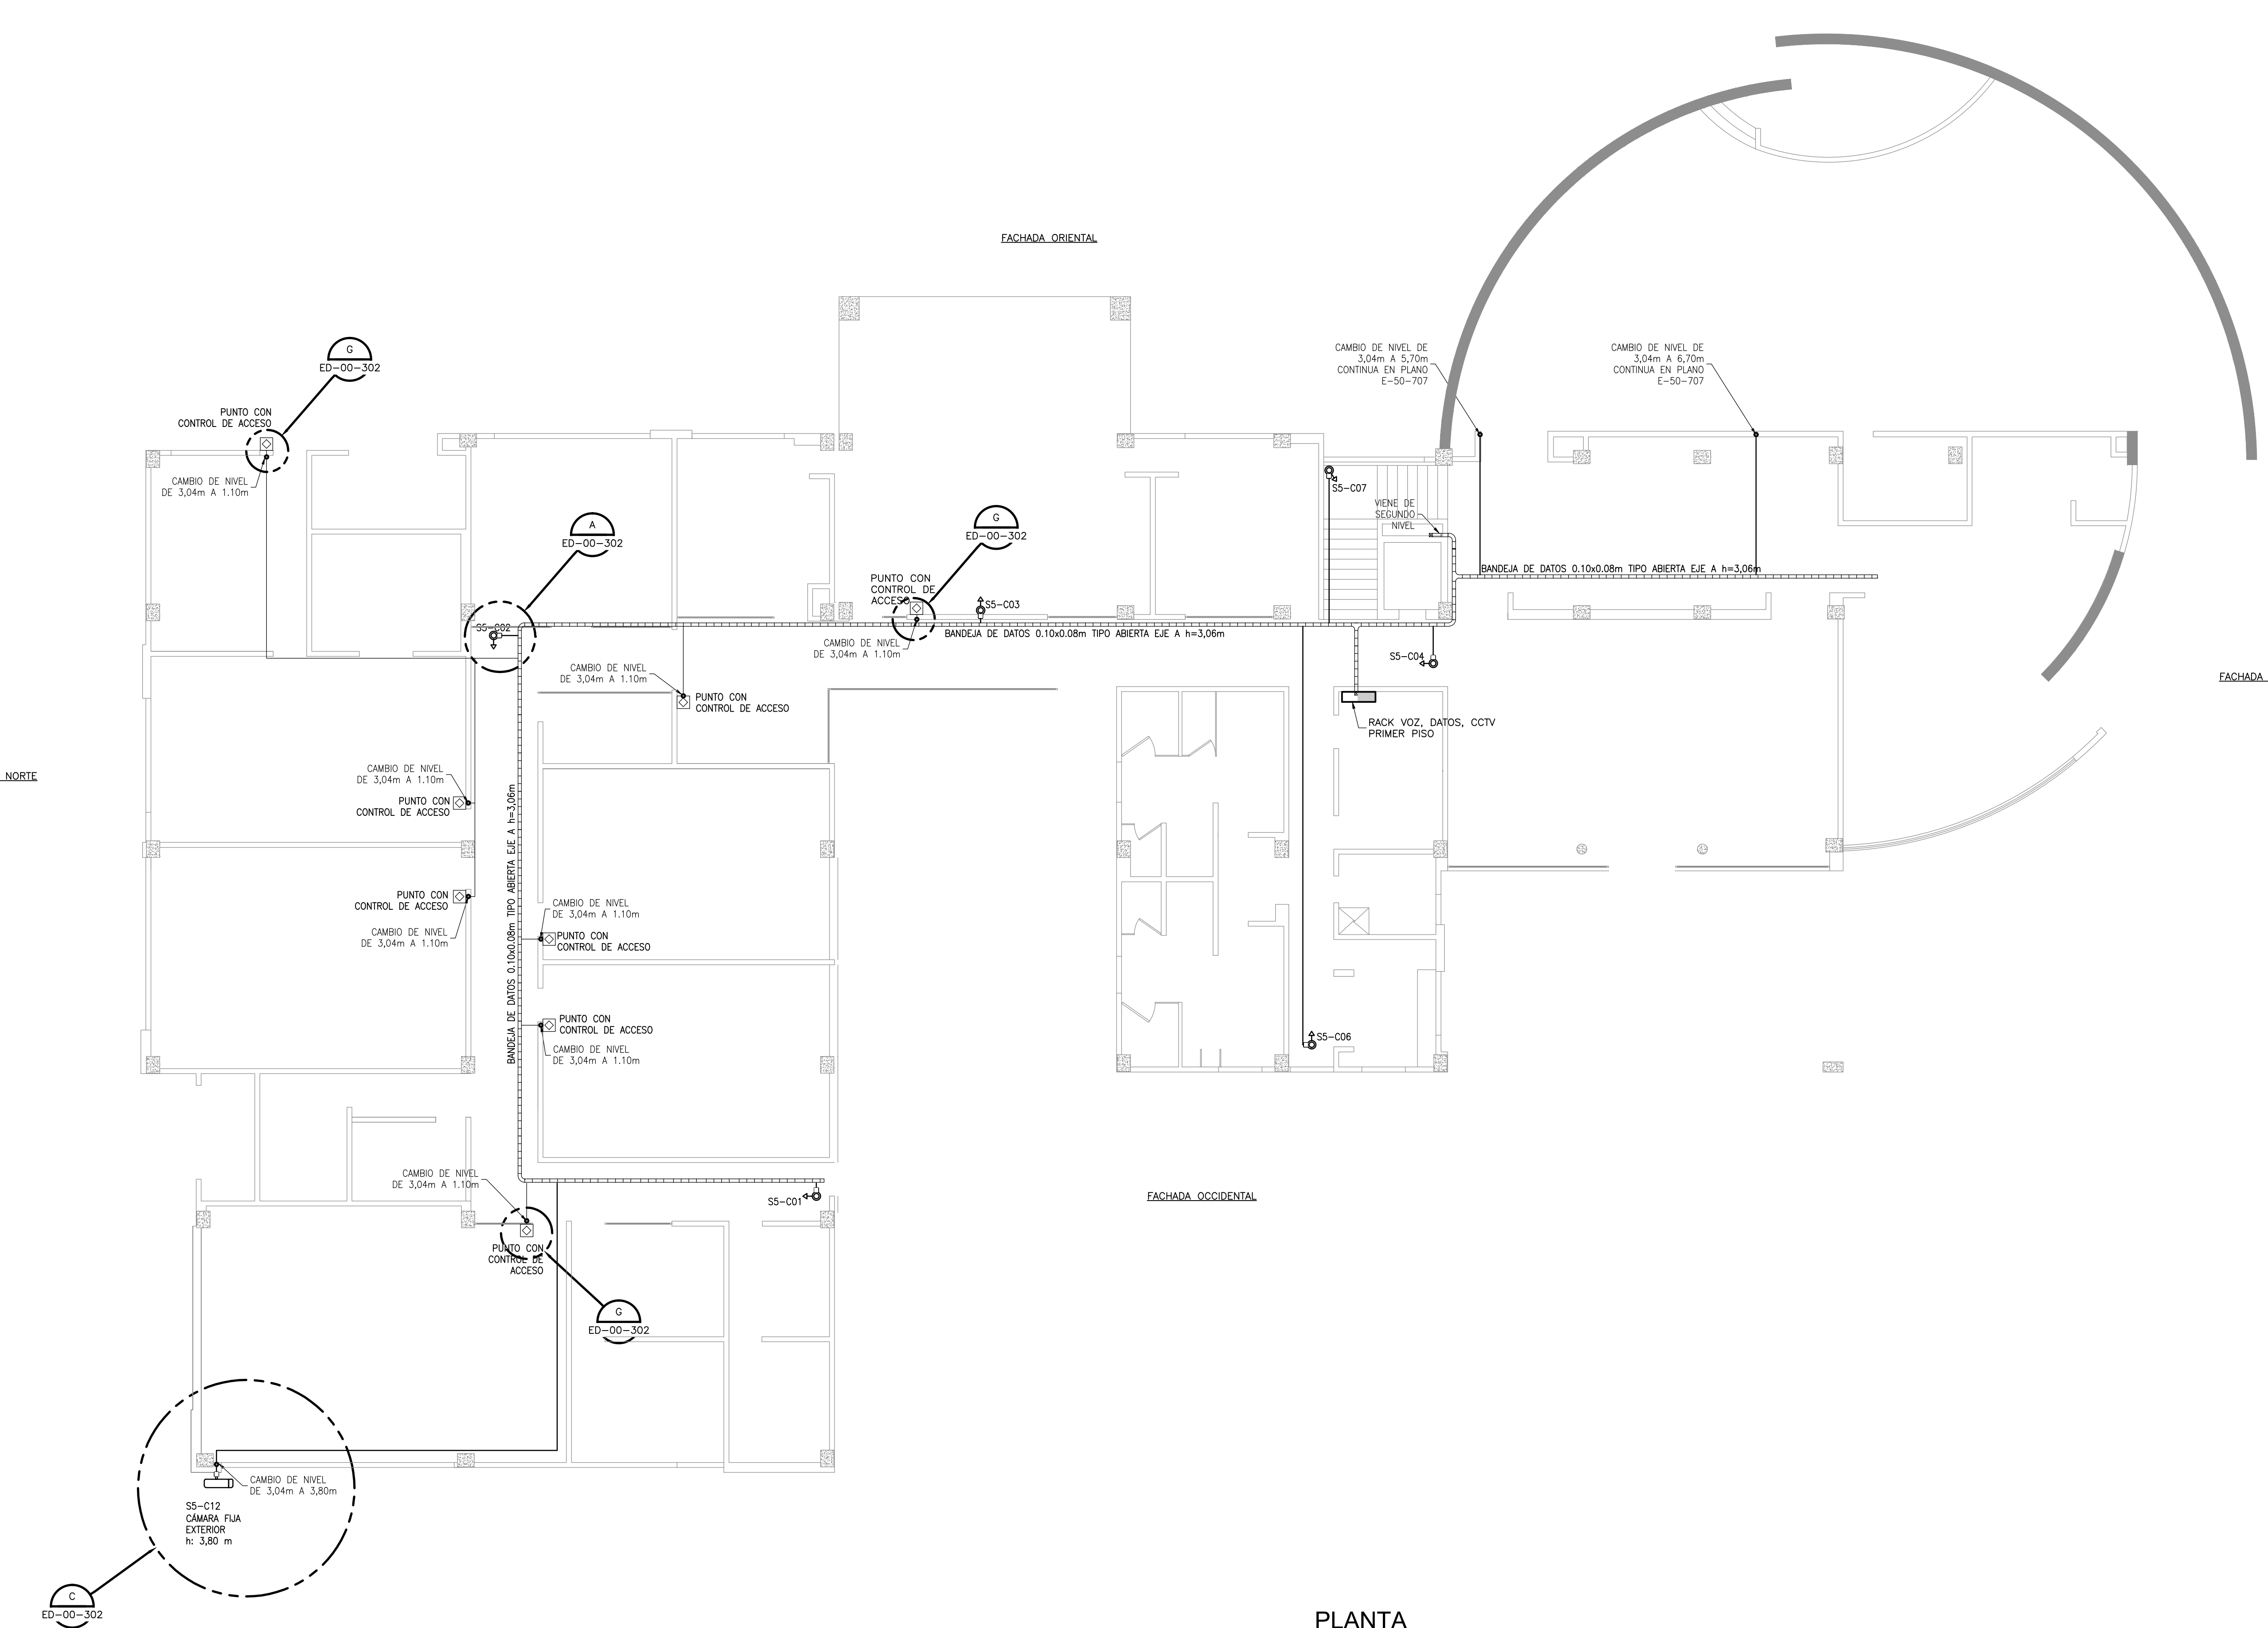 FACHADA ORIENTAL
G
ED-00-302
PUNTO CON
CONTROL DE ACCESO
CAMBIO DE NIVEL
DE 3,04m A 1.10m
CAMBIO DE NIVEL DE
3,04m A 5,70m
CONTINUA EN PLANO
E-50-707
CAMBIO DE NIVEL DE
3,04m A 6,70m
CONTINUA EN PLANO
E-50-707
A
ED-00-302
S5-C02
G
ED-00-302
PUNTO CON
CONTROL DE
ACCESO
S5-C03
CAMBIO DE NIVEL
DE 3,04m A 1.10m
BANDEJA DE DATOS 0.10x0.08m TIPO ABIERTA EJE A h=3,06m
S5-C07
VIENE DE
SEGUNDO
NIVEL
BANDEJA DE DATOS 0.10x0.08m TIPO ABIERTA EJE A h=3,06m
S5-C04
CAMBIO DE NIVEL
DE 3,04m A 1.10m
PUNTO CON
CONTROL DE ACCESO
RACK VOZ, DATOS, CCTV
PRIMER PISO
FACHADA
NORTE
CAMBIO DE NIVEL
DE 3,04m A 1.10m
PUNTO CON
CONTROL DE ACCESO
BANDEJA DE DATOS 0.10x0.08m TIPO ABIERTA EJE A h=3,06m
PUNTO CON
CONTROL DE ACCESO
CAMBIO DE NIVEL
DE 3,04m A 1.10m
CAMBIO DE NIVEL
DE 3,04m A 1.10m
PUNTO CON
CONTROL DE ACCESO
PUNTO CON
CONTROL DE ACCESO
CAMBIO DE NIVEL
DE 3,04m A 1.10m
S5-C06
CAMBIO DE NIVEL
DE 3,04m A 1.10m
S5-C01
FACHADA OCCIDENTAL
PUNTO CON
CONTROL DE
ACCESO
G
ED-00-302
CAMBIO DE NIVEL
DE 3,04m A 3,80m
S5-C12
CÁMARA FIJA
EXTERIOR
h: 3,80 m
C
ED-00-302
PLANTA